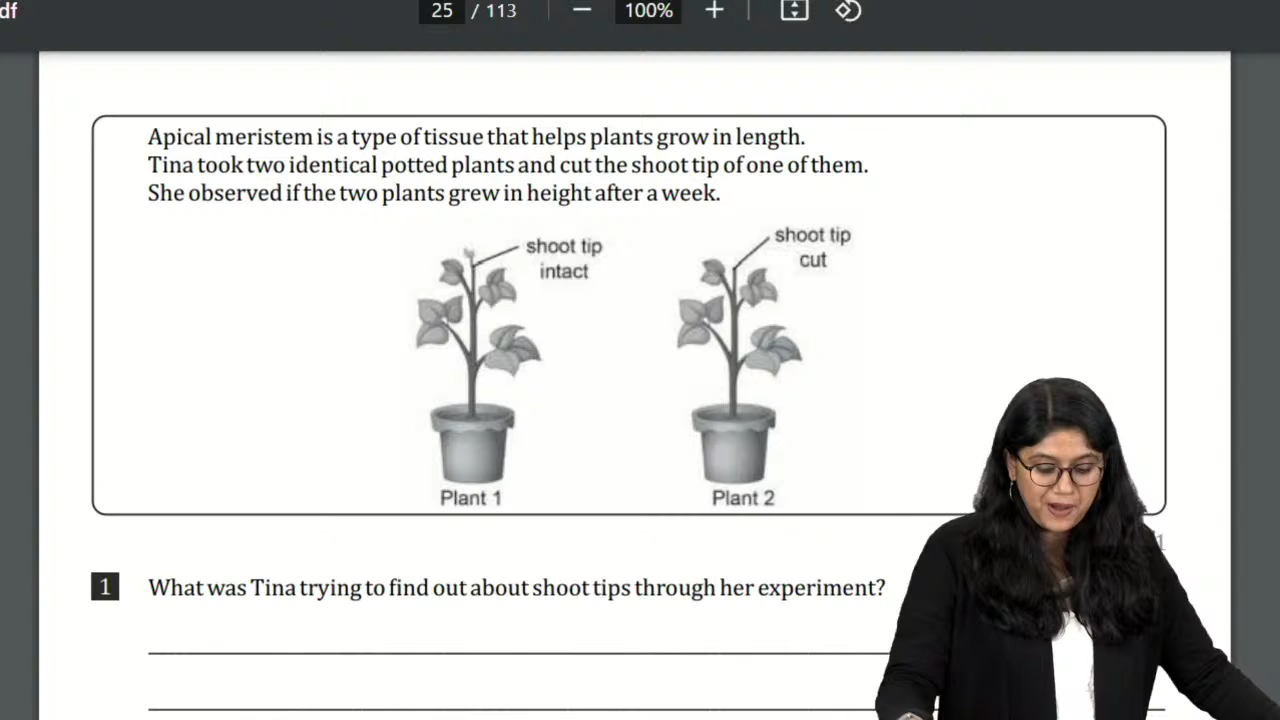 df
25 / 113
100%
Apical meristem is a type of tissue that helps plants grow in length.
Tina took two identical potted plants and cut the shoot tip of one of them.
She observed if the two plants grew in height after a week.
shoot tip
intact
shoot tip
cut
Plant 1
Plant 2
1
1 What was Tina trying to find out about shoot tips through her experiment?